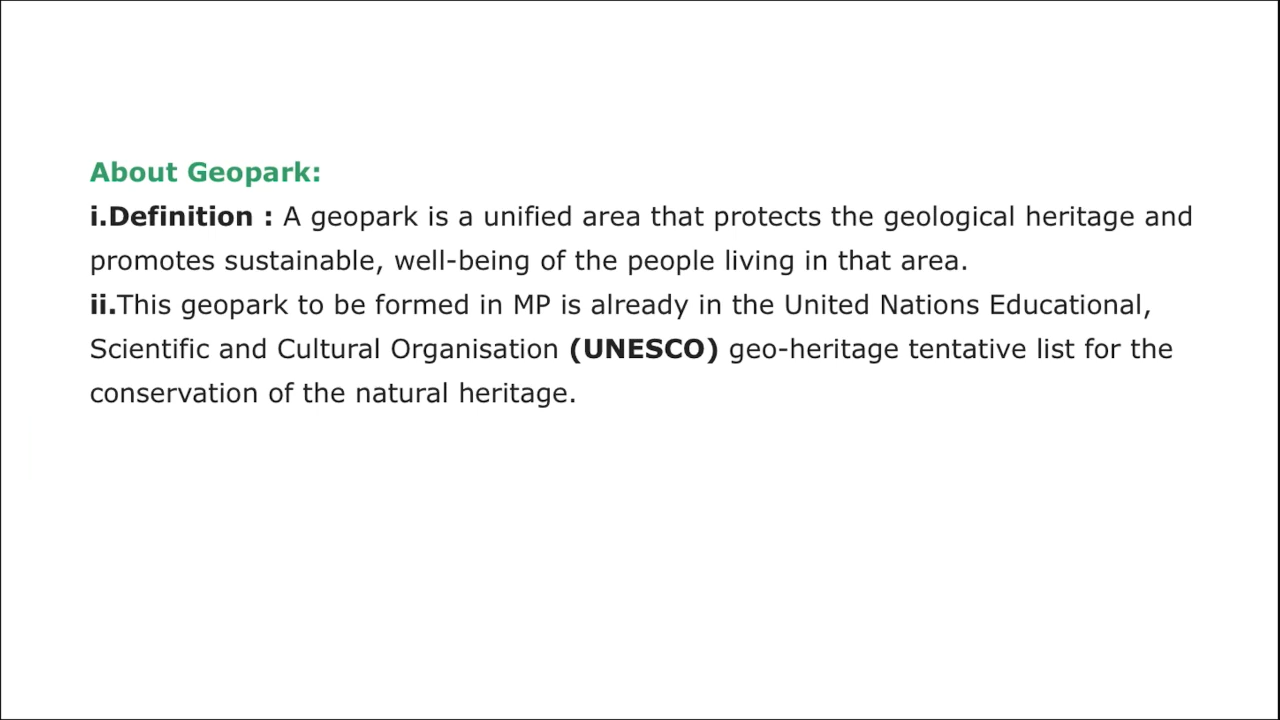 About Geopark:
i.Definition : A geopark is a unified area that protects the geological heritage and
promotes sustainable, well-being of the people living in that area.
ii.This geopark to be formed in MP is already in the United Nations Educational,
Scientific and Cultural Organisation (UNESCO) geo-heritage tentative list for the
conservation of the natural heritage.